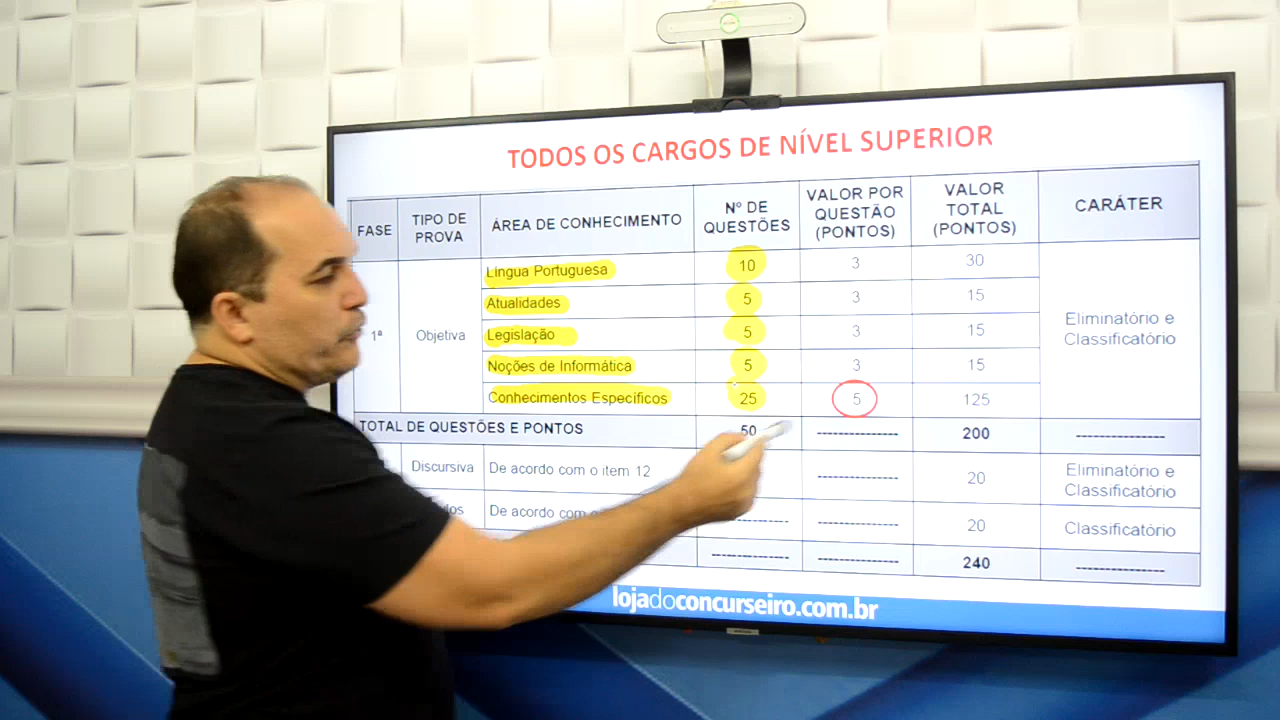 TODOS OS CARGOS DE NÍVEL SUPERIOR
FASE
TIPO DE PROVA
ÁREA DE CONHECIMENTO
Nº DE QUESTÕES
VALOR POR QUESTÃO (PONTOS)
VALOR TOTAL (PONTOS)
CARÁTER
1ª
Objetiva
Língua Portuguesa 10 3 30
Atualidades 5 3 15
Legislação 5 3 15
Noções de Informática 5 3 15
Conhecimentos Específicos 25 5 125
Eliminatório e
Classificatório
TOTAL DE QUESTÕES E PONTOS 50 --------------- 200 ---------------
Discursiva De acordo com o item 12 --------------- 20 Eliminatório e
Classificatório
De acordo com --------------- --------------- 20 Classificatório
--------------- --------------- 240 ---------------
lojadoconcurseiro.com.br